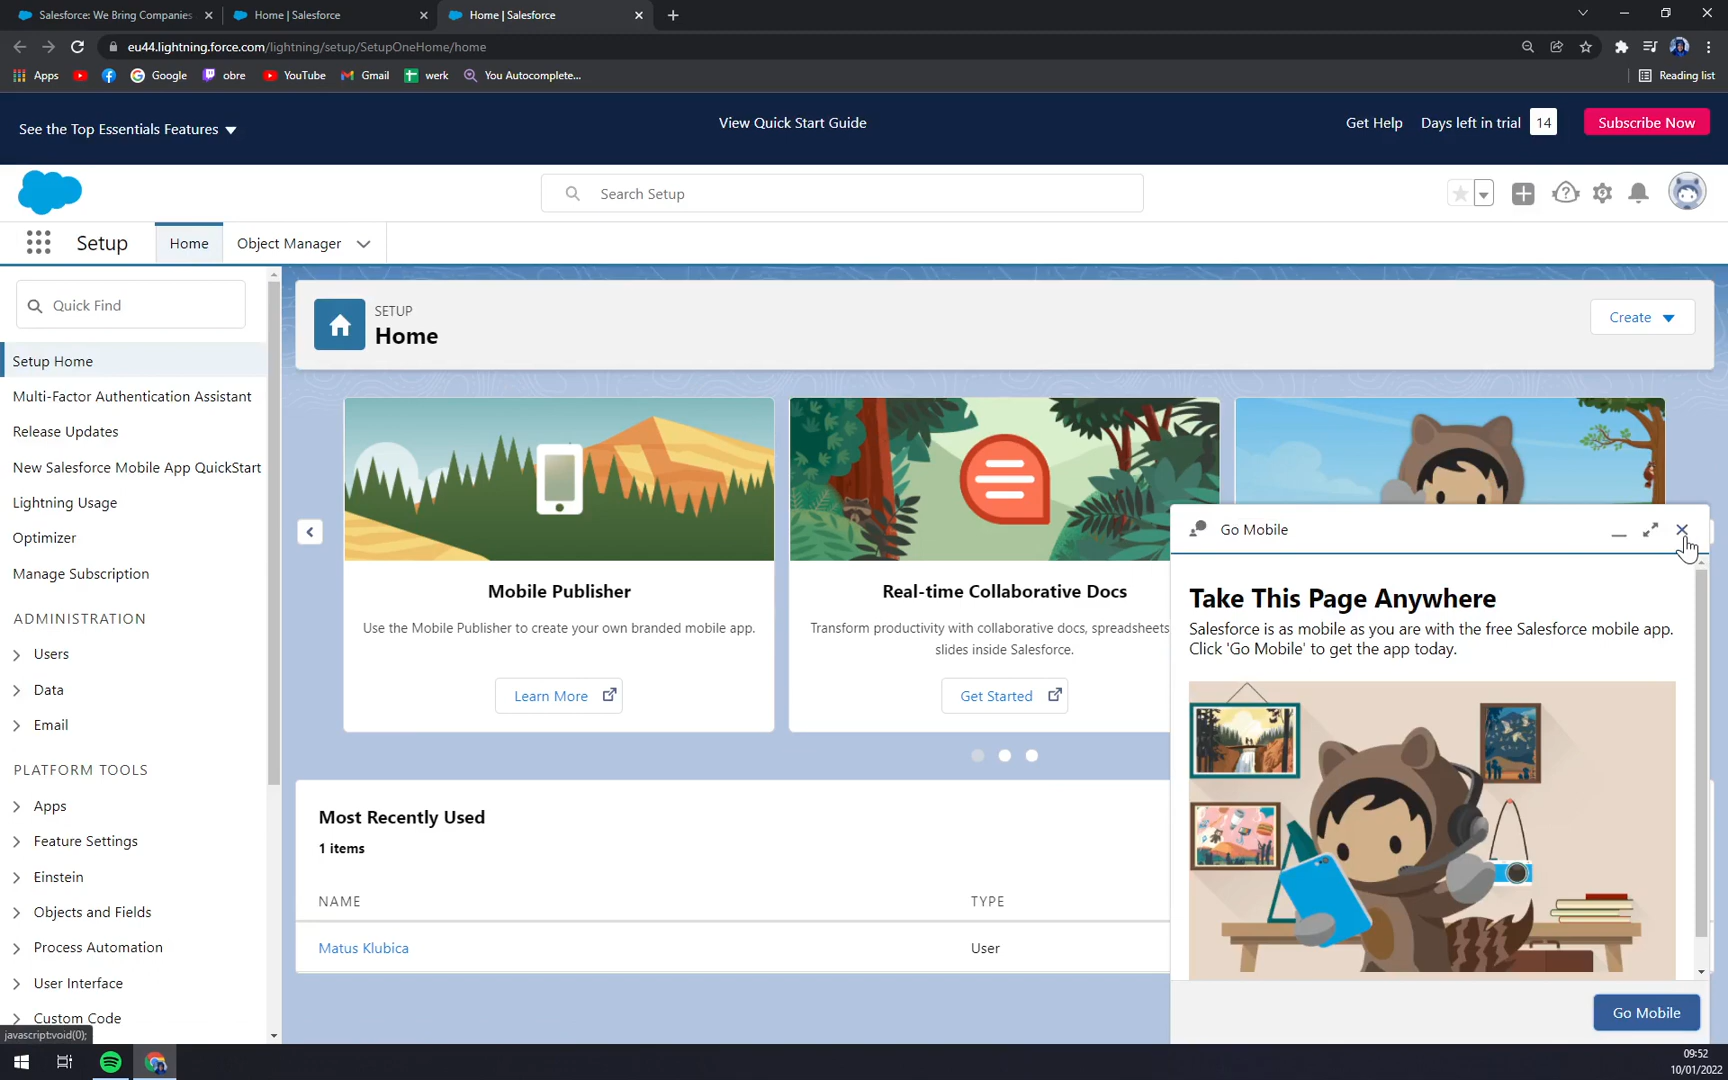 Salesforce: We Bring Companies
Home | Salesforce
Home | Salesforce
eu44.lightning.force.com/lightning/setup/SetupOneHome/home
Apps
Google
obre
YouTube
Gmail
werk
You Autocomplete...
Reading list
See the Top Essentials Features
View Quick Start Guide
Get Help
Days left in trial
14
Subscribe Now
Search Setup
Setup
Home
Object Manager
Quick Find
Setup Home
Multi-Factor Authentication Assistant
Release Updates
New Salesforce Mobile App QuickStart
Lightning Usage
Optimizer
Manage Subscription
ADMINISTRATION
Users
Data
Email
PLATFORM TOOLS
Apps
Feature Settings
Einstein
Objects and Fields
Process Automation
User Interface
Custom Code
javascript:void(0);
SETUP
Home
Create
Mobile Publisher
Use the Mobile Publisher to create your own branded mobile app.
Learn More
Real-time Collaborative Docs
Transform productivity with collaborative docs, spreadsheets
slides inside Salesforce.
Get Started
Most Recently Used
1 items
NAME
TYPE
Matus Klubica
User
Go Mobile
Take This Page Anywhere
Salesforce is as mobile as you are with the free Salesforce mobile app.
Click 'Go Mobile' to get the app today.
Go Mobile
09:52
10/01/2022